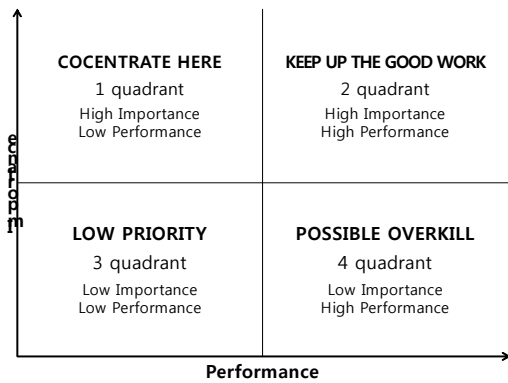 COCENTRATE HERE
1 quadrant
High Importance
Low Performance
KEEP UP THE GOOD WORK
2 quadrant
High Importance
High Performance
Importance
LOW PRIORITY
3 quadrant
Low Importance
Low Performance
POSSIBLE OVERKILL
4 quadrant
Low Importance
High Performance
Performance